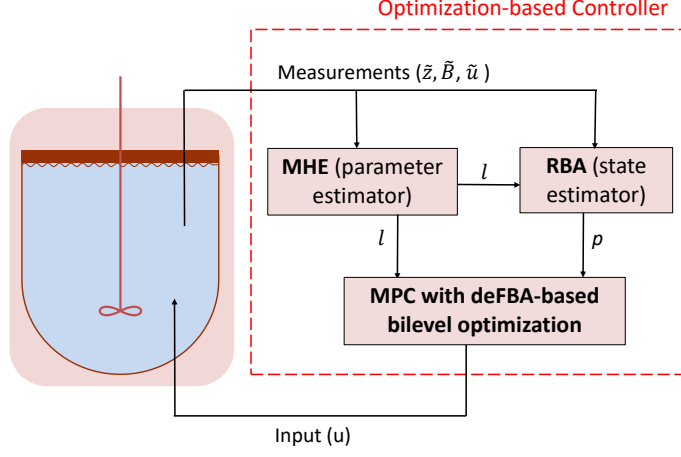 Optimization-based Controller
Measurements (z̃, B̃, ũ )
MHE (parameter
estimator)
l
RBA (state
estimator)
l
p
MPC with deFBA-based
bilevel optimization
Input (u)